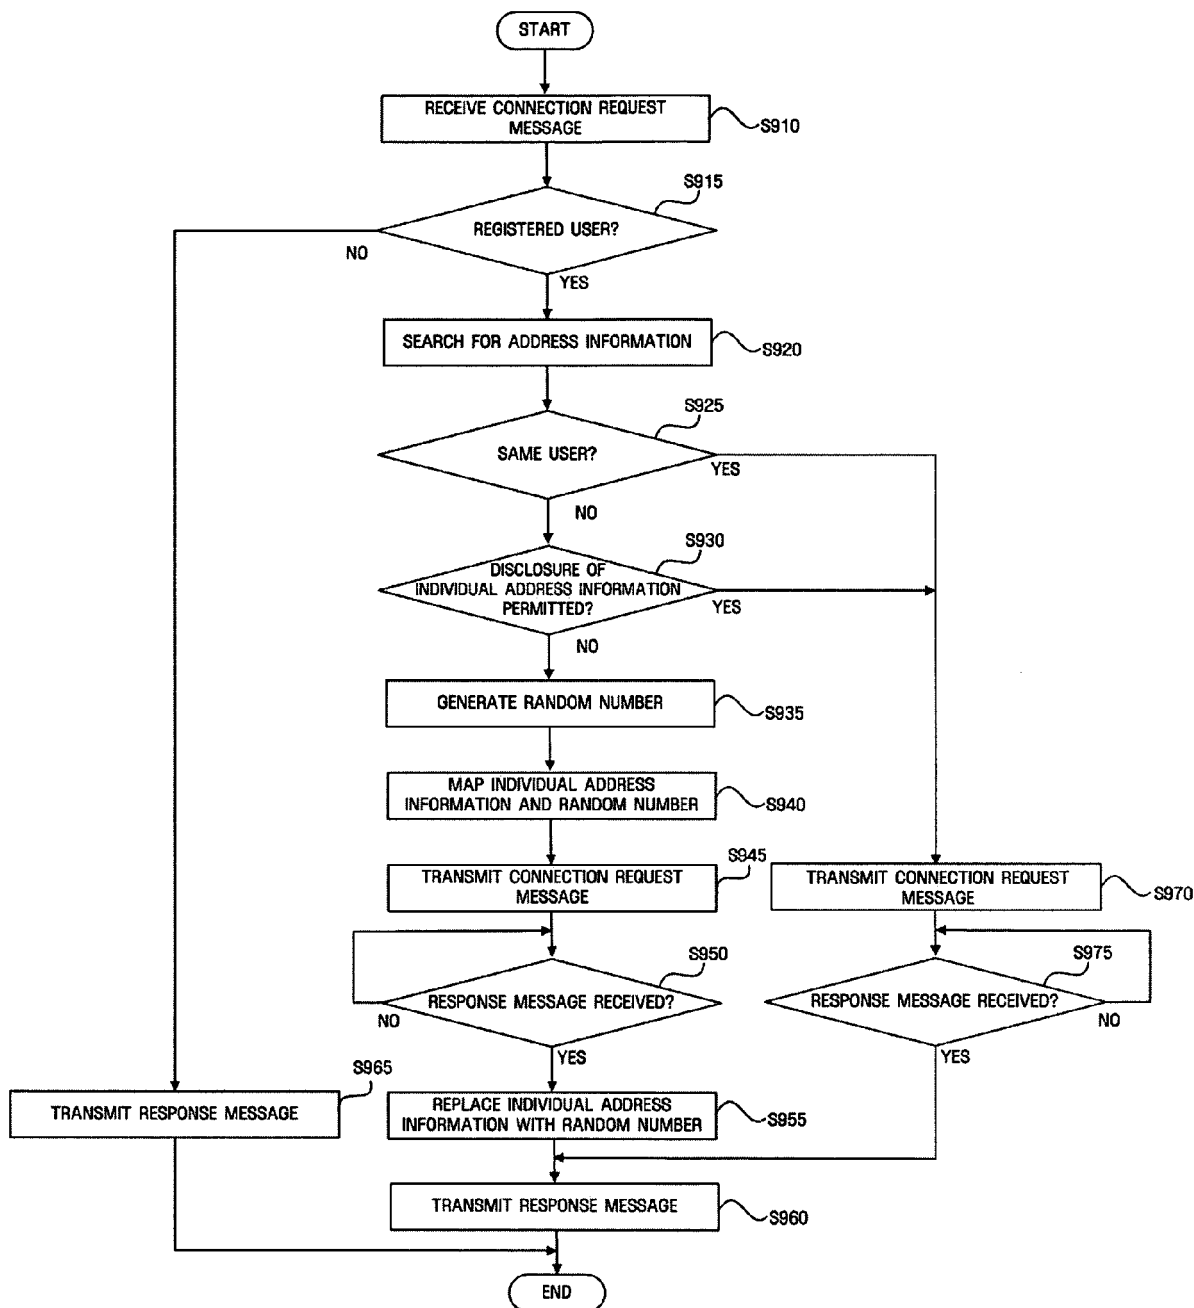 START
RECEIVE CONNECTION REQUEST
MESSAGE
S910
S915
REGISTERED USER?
NO
YES
SEARCH FOR ADDRESS INFORMATION
S920
S925
SAME USER?
YES
NO
S930
DISCLOSURE OF
INDIVIDUAL ADDRESS INFORMATION
PERMITTED?
YES
NO
GENERATE RANDOM NUMBER
S935
MAP INDIVIDUAL ADDRESS
INFORMATION AND RANDOM NUMBER
S940
S945
TRANSMIT CONNECTION REQUEST
MESSAGE
TRANSMIT CONNECTION REQUEST
MESSAGE
S970
S950
RESPONSE MESSAGE RECEIVED?
NO
YES
S975
RESPONSE MESSAGE RECEIVED?
NO
YES
S965
TRANSMIT RESPONSE MESSAGE
REPLACE INDIVIDUAL ADDRESS
INFORMATION WITH RANDOM NUMBER
S955
TRANSMIT RESPONSE MESSAGE
S960
END